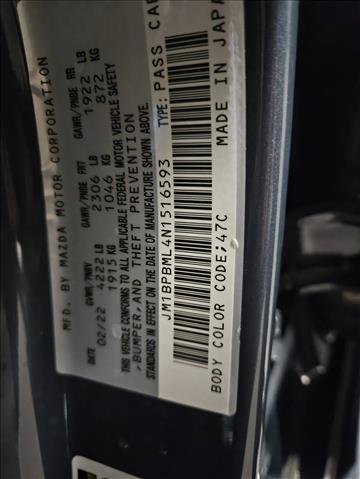 MFD. BY MAZDA MOTOR CORPORATION
DATE GVWR/PNBV GAWR/PNBE FRT GAWR/PNBE RR
02/22 4222 LB 2306 LB 1922 LB
1915 KG 1046 KG 872 KG
THIS VEHICLE CONFORMS TO ALL APPLICABLE FEDERAL MOTOR VEHICLE SAFETY
,BUMPER,AND THEFT PREVENTION
STANDARDS IN EFFECT ON THE DATE OF MANUFACTURE SHOWN ABOVE.
JM1BPBML4N1516593 TYPE: PASS CAR
BODY COLOR CODE:47C MADE IN JAPAN